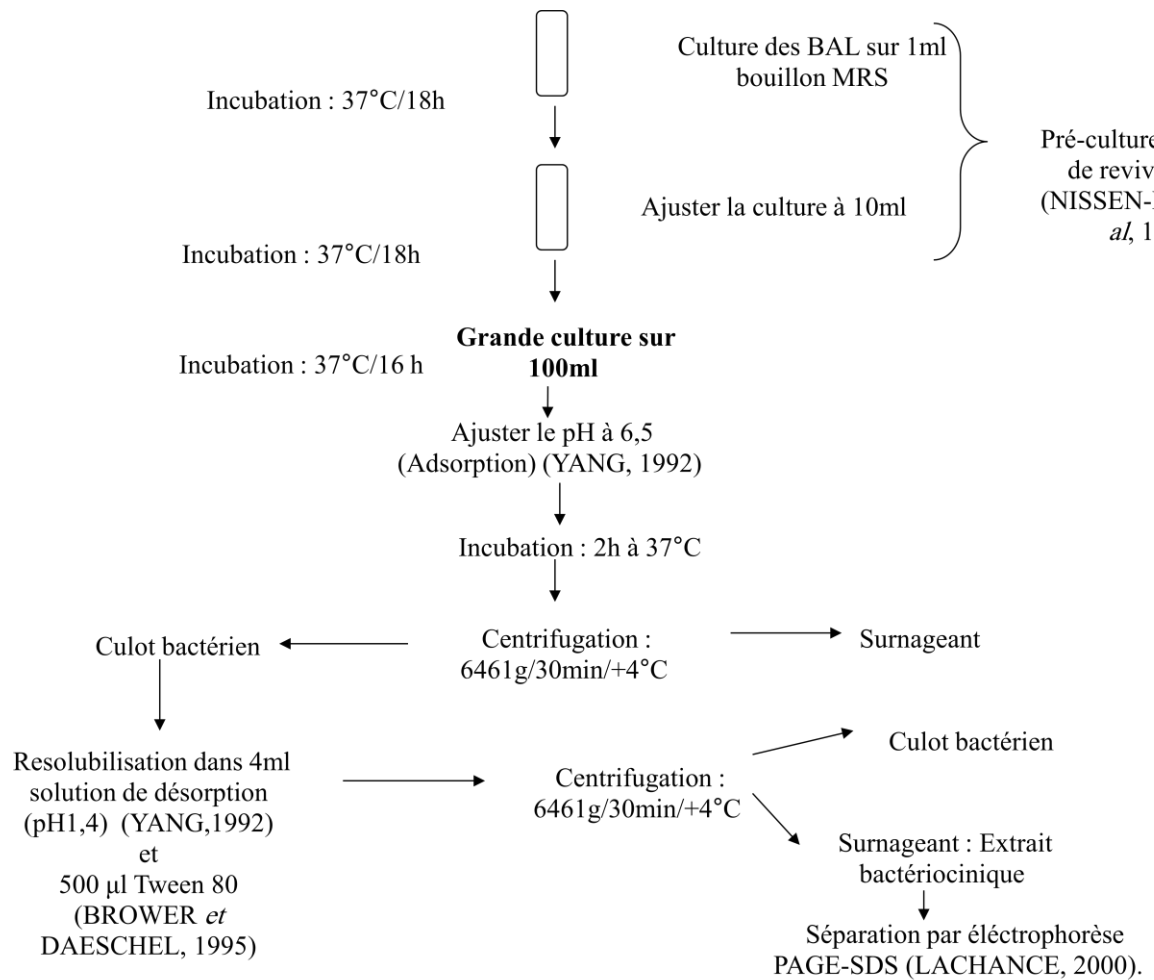 Culture des BAL sur 1ml
bouillon MRS
Incubation : 37°C/18h
Pré-culture
de reviv
(NISSEN-
al, 1
Ajuster la culture à 10ml
Incubation : 37°C/18h
Grande culture sur
100ml
Incubation : 37°C/16 h
Ajuster le pH à 6,5
(Adsorption) (YANG, 1992)
Incubation : 2h à 37°C
Culot bactérien
Centrifugation :
6461g/30min/+4°C
Surnageant
Resolubilisation dans 4ml
solution de désorption
(pH1,4) (YANG,1992)
et
500 µl Tween 80
(BROWER et
DAESCHEL, 1995)
Centrifugation :
6461g/30min/+4°C
Culot bactérien
Surnageant : Extrait
bactériocinique
Séparation par éléctrophorèse
PAGE-SDS (LACHANCE, 2000).